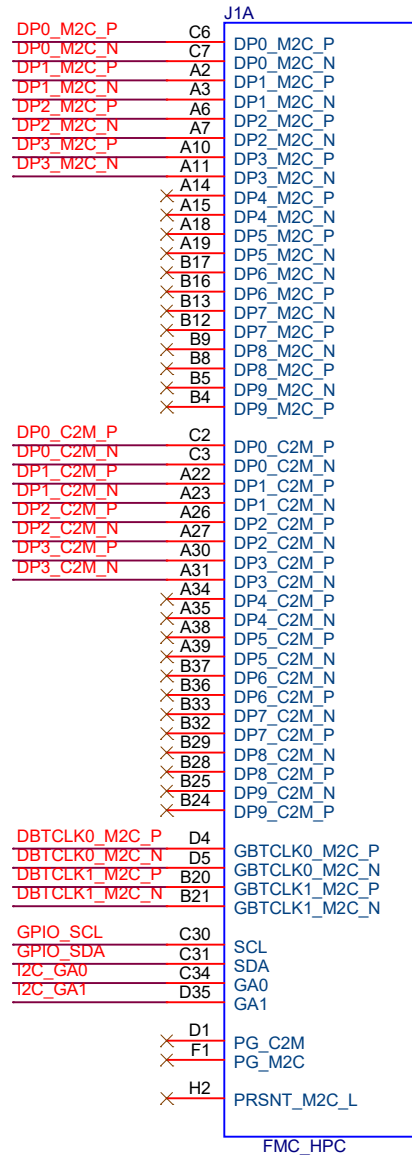 J1A
DP0_M2C_P C6 DP0_M2C_P
DP0_M2C_N C7 DP0_M2C_N
DP1_M2C_P A2 DP1_M2C_P
DP1_M2C_N A3 DP1_M2C_N
DP2_M2C_P A6 DP2_M2C_P
DP2_M2C_N A7 DP2_M2C_N
DP3_M2C_P A10 DP3_M2C_P
DP3_M2C_N A11 DP3_M2C_N
A14 DP4_M2C_P
A15 DP4_M2C_N
A18 DP5_M2C_P
A19 DP5_M2C_N
B17 DP6_M2C_N
B16 DP6_M2C_P
B13 DP7_M2C_N
B12 DP7_M2C_P
B9 DP8_M2C_N
B8 DP8_M2C_P
B5 DP9_M2C_N
B4 DP9_M2C_P
DP0_C2M_P C2 DP0_C2M_P
DP0_C2M_N C3 DP0_C2M_N
DP1_C2M_P A22 DP1_C2M_P
DP1_C2M_N A23 DP1_C2M_N
DP2_C2M_P A26 DP2_C2M_P
DP2_C2M_N A27 DP2_C2M_N
DP3_C2M_P A30 DP3_C2M_P
DP3_C2M_N A31 DP3_C2M_N
A34 DP4_C2M_P
A35 DP4_C2M_N
A38 DP5_C2M_P
A39 DP5_C2M_N
B37 DP6_C2M_N
B36 DP6_C2M_P
B33 DP7_C2M_N
B32 DP7_C2M_P
B29 DP8_C2M_N
B28 DP8_C2M_P
B25 DP9_C2M_N
B24 DP9_C2M_P
DBTCLK0_M2C_P D4 GBTCLK0_M2C_P
DBTCLK0_M2C_N D5 GBTCLK0_M2C_N
DBTCLK1_M2C_P B20 GBTCLK1_M2C_P
DBTCLK1_M2C_N B21 GBTCLK1_M2C_N
GPIO_SCL C30 SCL
GPIO_SDA C31 SDA
I2C_GA0 C34 GA0
I2C_GA1 D35 GA1
D1 PG_C2M
F1 PG_M2C
H2 PRSNT_M2C_L
FMC_HPC